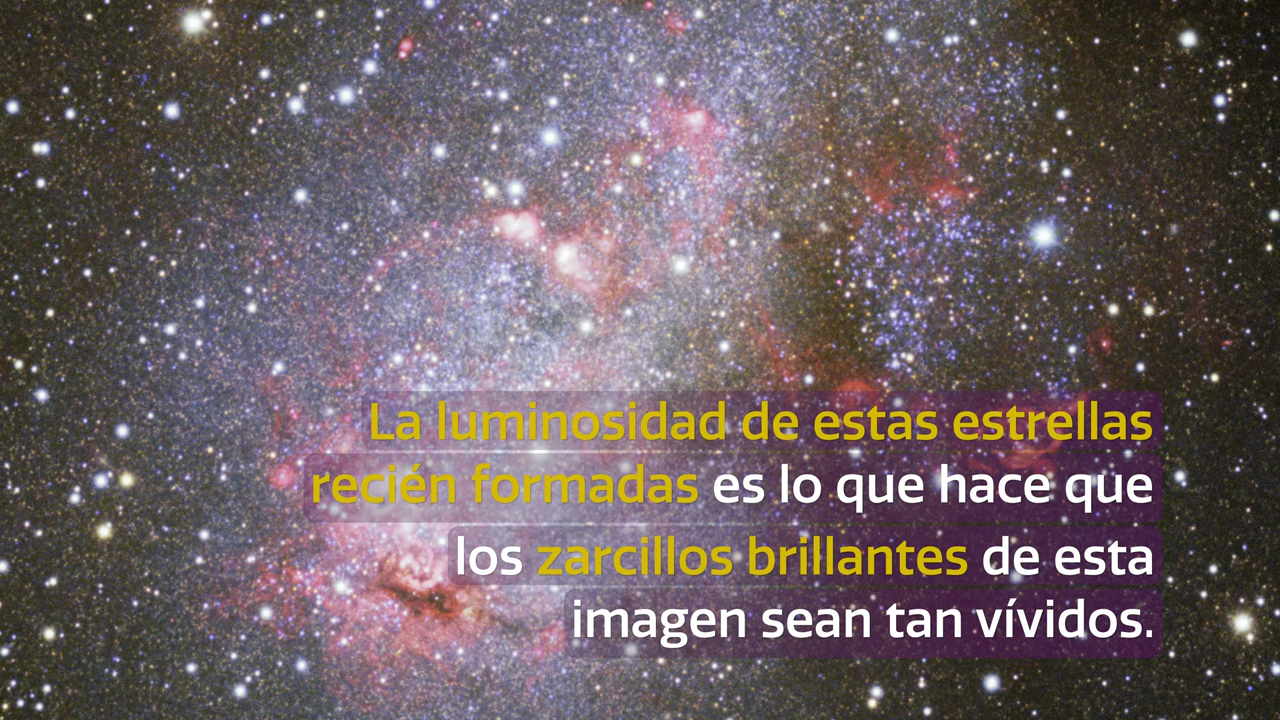 La luminosidad de estas estrellas
recién formadas es lo que hace que
los zarcillos brillantes de esta
imagen sean tan vívidos.